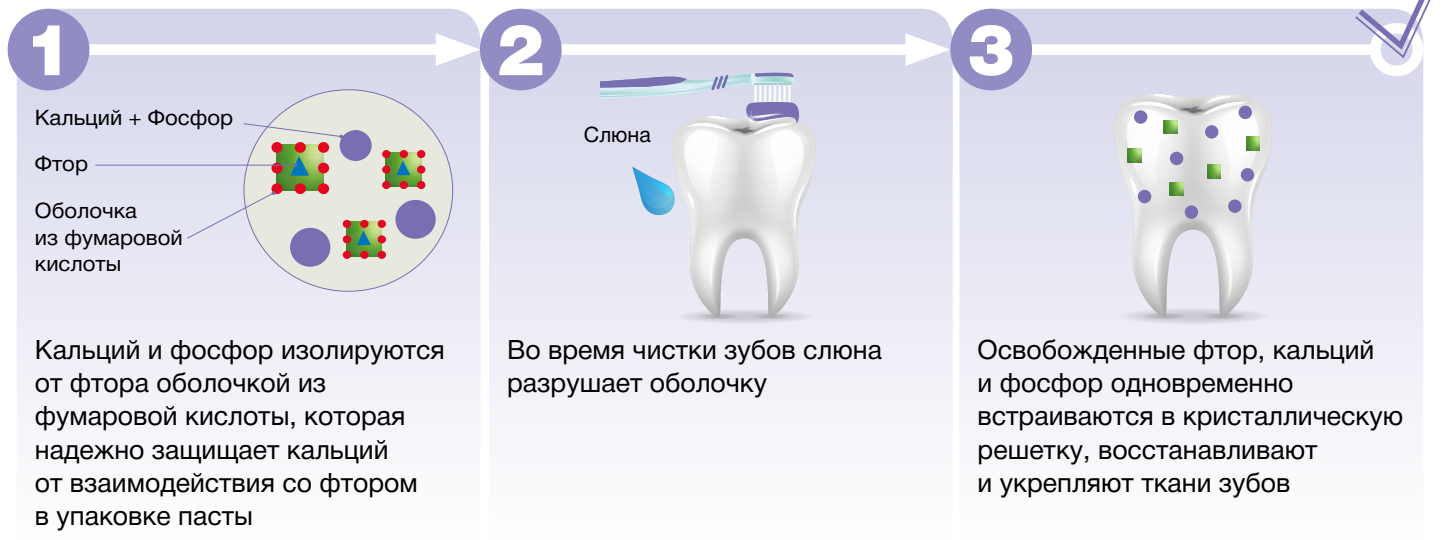 1
2
3
Кальций + Фосфор
Фтор
Оболочка
из фумаровой
кислоты
Кальций и фосфор изолируются
от фтора оболочкой из
фумаровой кислоты, которая
надежно защищает кальций
от взаимодействия со фтором
в упаковке пасты
Слюна
Во время чистки зубов слюна
разрушает оболочку
Освобожденные фтор, кальций
и фосфор одновременно
встраиваются в кристаллическую
решетку, восстанавливают
и укрепляют ткани зубов